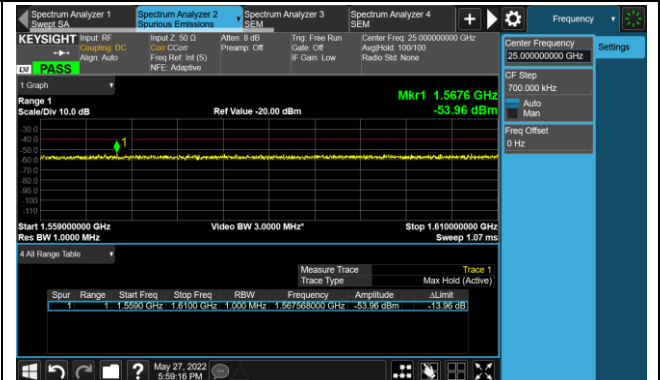 Spectrum Analyzer 1
Swept SA
Spectrum Analyzer 2
Spurious Emissions
Spectrum Analyzer 3
SEM
Spectrum Analyzer 4
SEM
+
Frequency
KEYSIGHT
Input: RF
Coupling: DC
Align: Auto
Input Z: 50 Ω
Corr CCorr
Freq Ref: Int (S)
NFE: Adaptive
Atten: 8 dB
Preamp: Off
Trig: Free Run
Gate: Off
IF Gain: Low
Center Freq: 25.000000000 GHz
Avg|Hold: 100/100
Radio Std: None
LXI
PASS
Center Frequency
25.000000000 GHz
Settings
CF Step
700.000 kHz
Auto
Man
Freq Offset
0 Hz
1 Graph
Range 1
Scale/Div 10.0 dB
Ref Value -20.00 dBm
Mkr1 1.5676 GHz
-53.96 dBm
-30.0
-40.0
-50.0
-60.0
-70.0
-80.0
-90.0
-100
-110
1
Start 1.559000000 GHz
Video BW 3.0000 MHz*
Stop 1.610000000 GHz
Res BW 1.0000 MHz
Sweep 1.07 ms
4 All Range Table
Measure Trace Trace 1
Trace Type Max Hold (Active)
Spur Range Start Freq Stop Freq RBW Frequency Amplitude ΔLimit
1 1 1.5590 GHz 1.6100 GHz 1.000 MHz 1.567568000 GHz -53.96 dBm -13.96 dB
?
May 27, 2022
5:59:16 PM